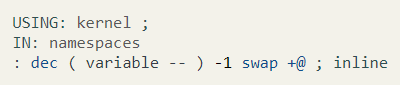 USING: kernel ;
IN: namespaces
: dec ( variable -- ) -1 swap +@ ; inline